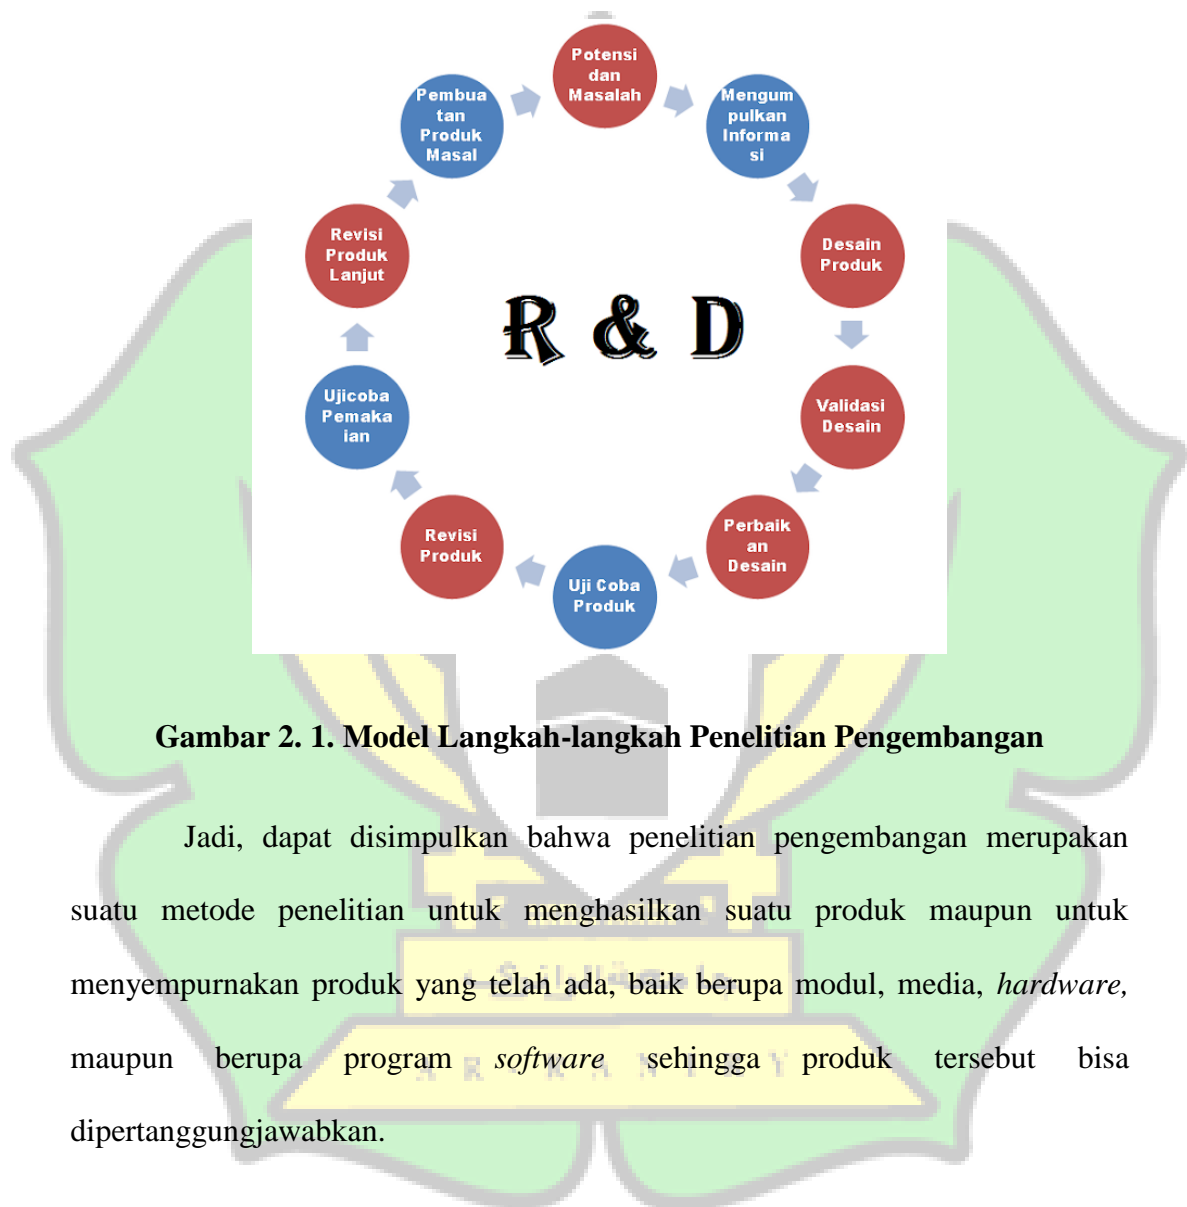 Potensi
dan
Masalah
Mengum
pulkan
Informa
si
Desain
Produk
Validasi
Desain
Perbaik
an
Desain
Uji Coba
Produk
Revisi
Produk
Ujicoba
Pemaka
ian
Revisi
Produk
Lanjut
Pembua
tan
Produk
Masal
R & D
Gambar 2. 1. Model Langkah-langkah Penelitian Pengembangan
Jadi, dapat disimpulkan bahwa penelitian pengembangan merupakan
suatu metode penelitian untuk menghasilkan suatu produk maupun untuk
menyempurnakan produk yang telah ada, baik berupa modul, media, hardware,
maupun berupa program software sehingga produk tersebut bisa
dipertanggungjawabkan.